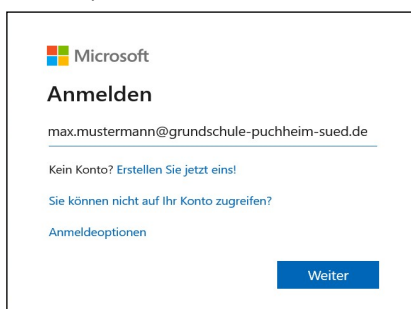 Microsoft
Anmelden
max.mustermann@grundschule-puchheim-sued.de
Kein Konto? Erstellen Sie jetzt eins!
Sie können nicht auf Ihr Konto zugreifen?
Anmeldeoptionen
Weiter